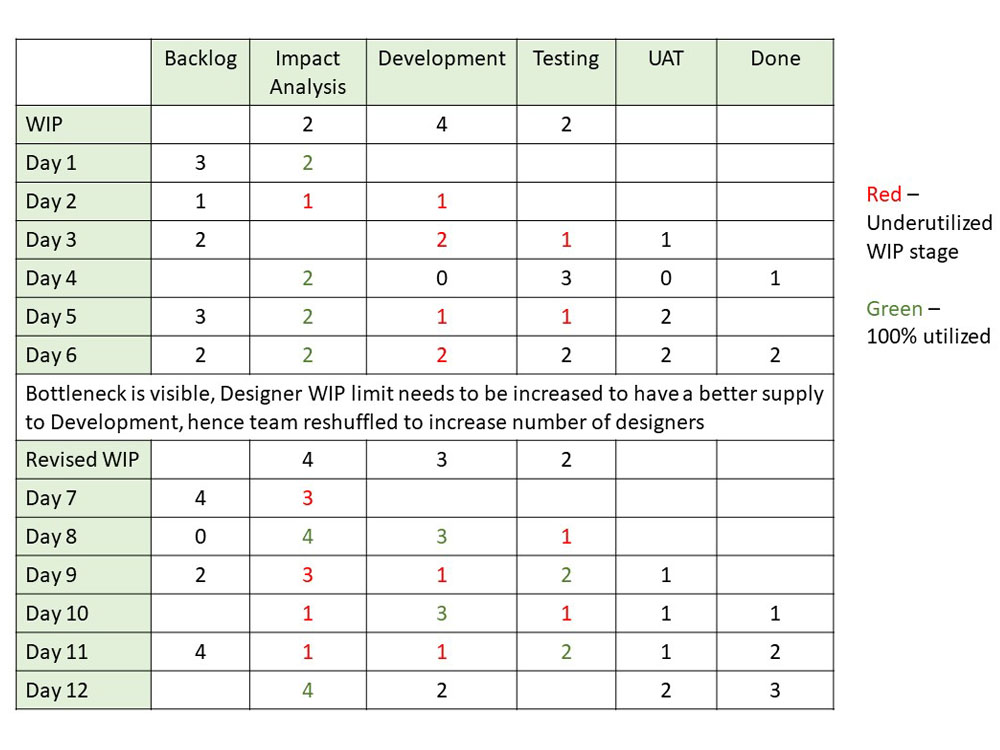 Backlog Impact Analysis Development Testing UAT Done
WIP 2 4 2
Day 1 3 2
Day 2 1 1 1
Day 3 2 2 1 1
Day 4 2 0 3 0 1
Day 5 3 2 1 1 2
Day 6 2 2 2 2 2 2
Bottleneck is visible, Designer WIP limit needs to be increased to have a better supply
to Development, hence team reshuffled to increase number of designers
Revised WIP 4 3 2
Day 7 4 3
Day 8 0 4 3 1
Day 9 2 3 1 2 1
Day 10 1 3 1 1 1
Day 11 4 1 1 2 1 2
Day 12 4 2 2 3
Red –
Underutilized
WIP stage
Green –
100% utilized